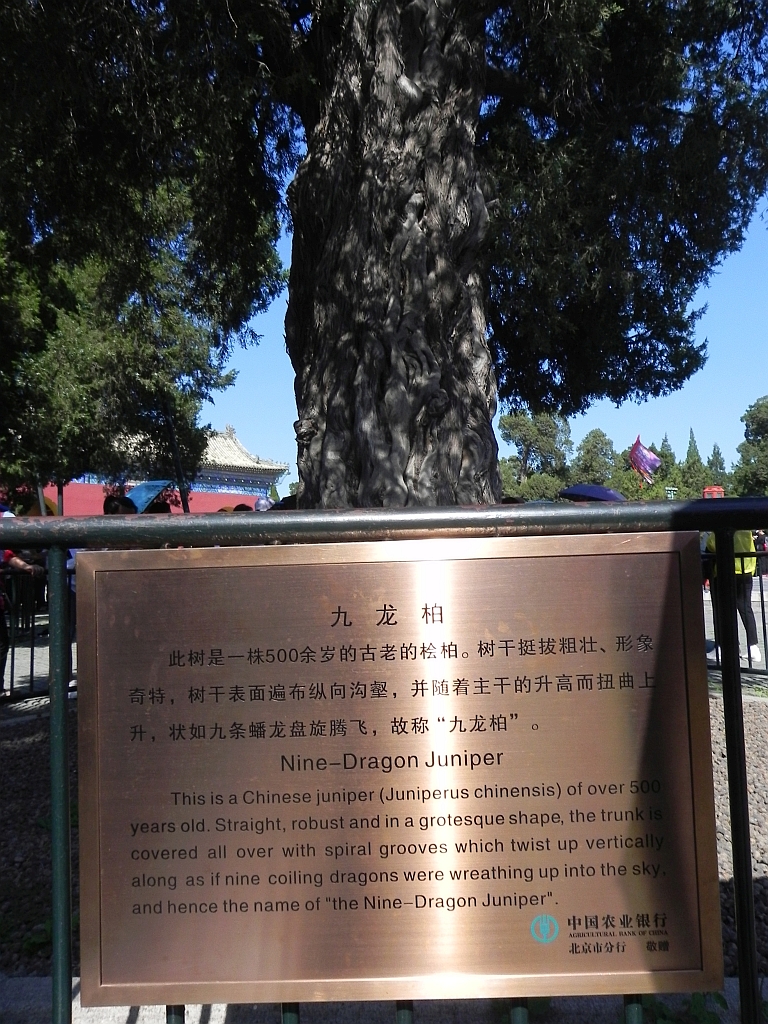 九龙柏
此树是一株500余岁的古老的桧柏。树干挺拔粗壮、形象
奇特，树干表面遍布纵向沟壑，并随着主干的升高而扭曲上
升，状如九条蟠龙盘旋腾飞，故称“九龙柏”。
Nine-Dragon Juniper
This is a Chinese juniper (Juniperus chinensis) of over 500
years old. Straight, robust and in a grotesque shape, the trunk is
covered all over with spiral grooves which twist up vertically
along as if nine coiling dragons were wreathing up into the sky,
and hence the name of "the Nine-Dragon Juniper".
中国农业银行
AGRICULTURAL BANK OF CHINA
北京市分行 敬赠